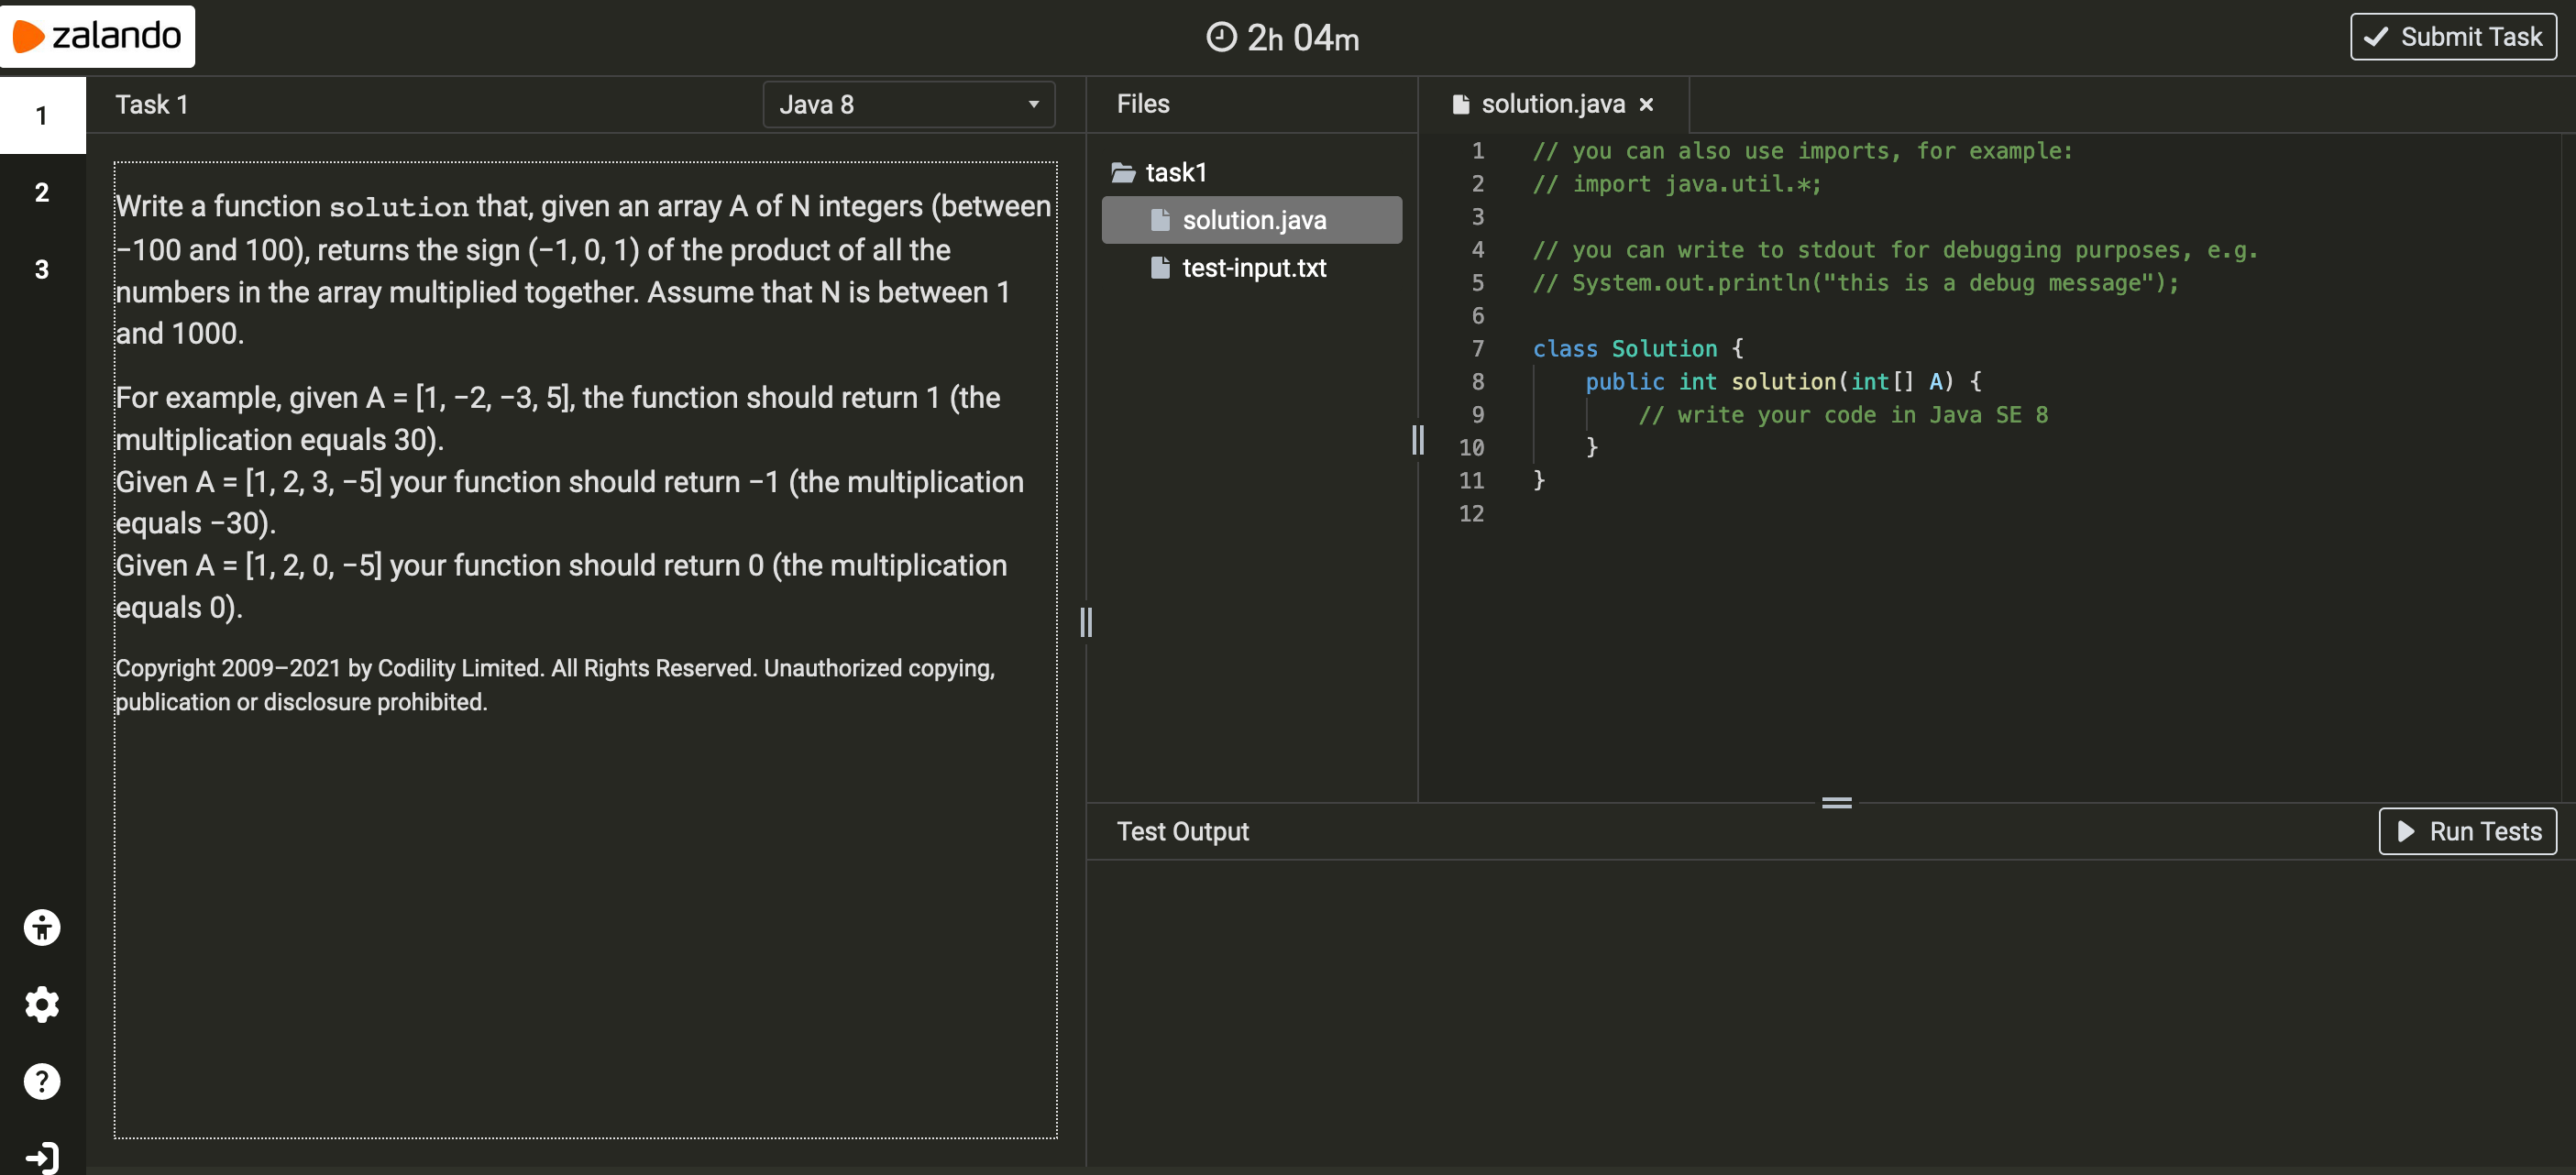 zalando
2h 04m
Submit Task
1
2
3
Task 1
Java 8
Write a function solution that, given an array A of N integers (between
−100 and 100), returns the sign (−1, 0, 1) of the product of all the
numbers in the array multiplied together. Assume that N is between 1
and 1000.
For example, given A = [1, −2, −3, 5], the function should return 1 (the
multiplication equals 30).
Given A = [1, 2, 3, −5] your function should return −1 (the multiplication
equals −30).
Given A = [1, 2, 0, −5] your function should return 0 (the multiplication
equals 0).
Copyright 2009–2021 by Codility Limited. All Rights Reserved. Unauthorized copying,
publication or disclosure prohibited.
Files
task1
solution.java
test-input.txt
solution.java ×
1 // you can also use imports, for example:
2 // import java.util.*;
3
4 // you can write to stdout for debugging purposes, e.g.
5 // System.out.println("this is a debug message");
6
7 class Solution {
8 public int solution(int[] A) {
9 // write your code in Java SE 8
10 }
11 }
12
Test Output
Run Tests
?